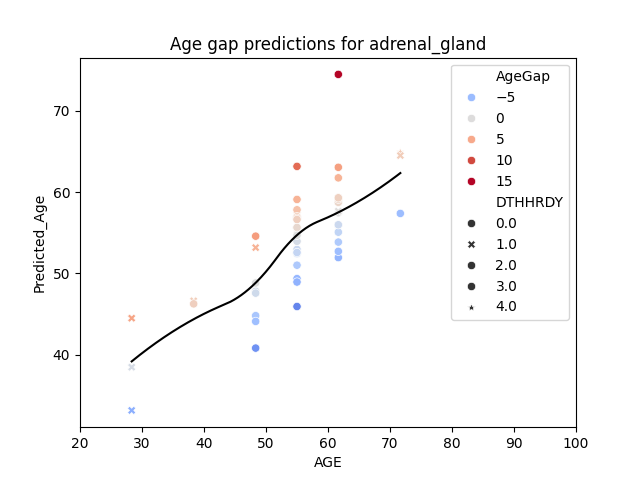 Age gap predictions for adrenal_gland
Predicted_Age
70
60
50
40
20 30 40 50 60 70 80 90 100
AGE
AgeGap
−5
0
5
10
15
DTHHRDY
0.0
1.0
2.0
3.0
4.0